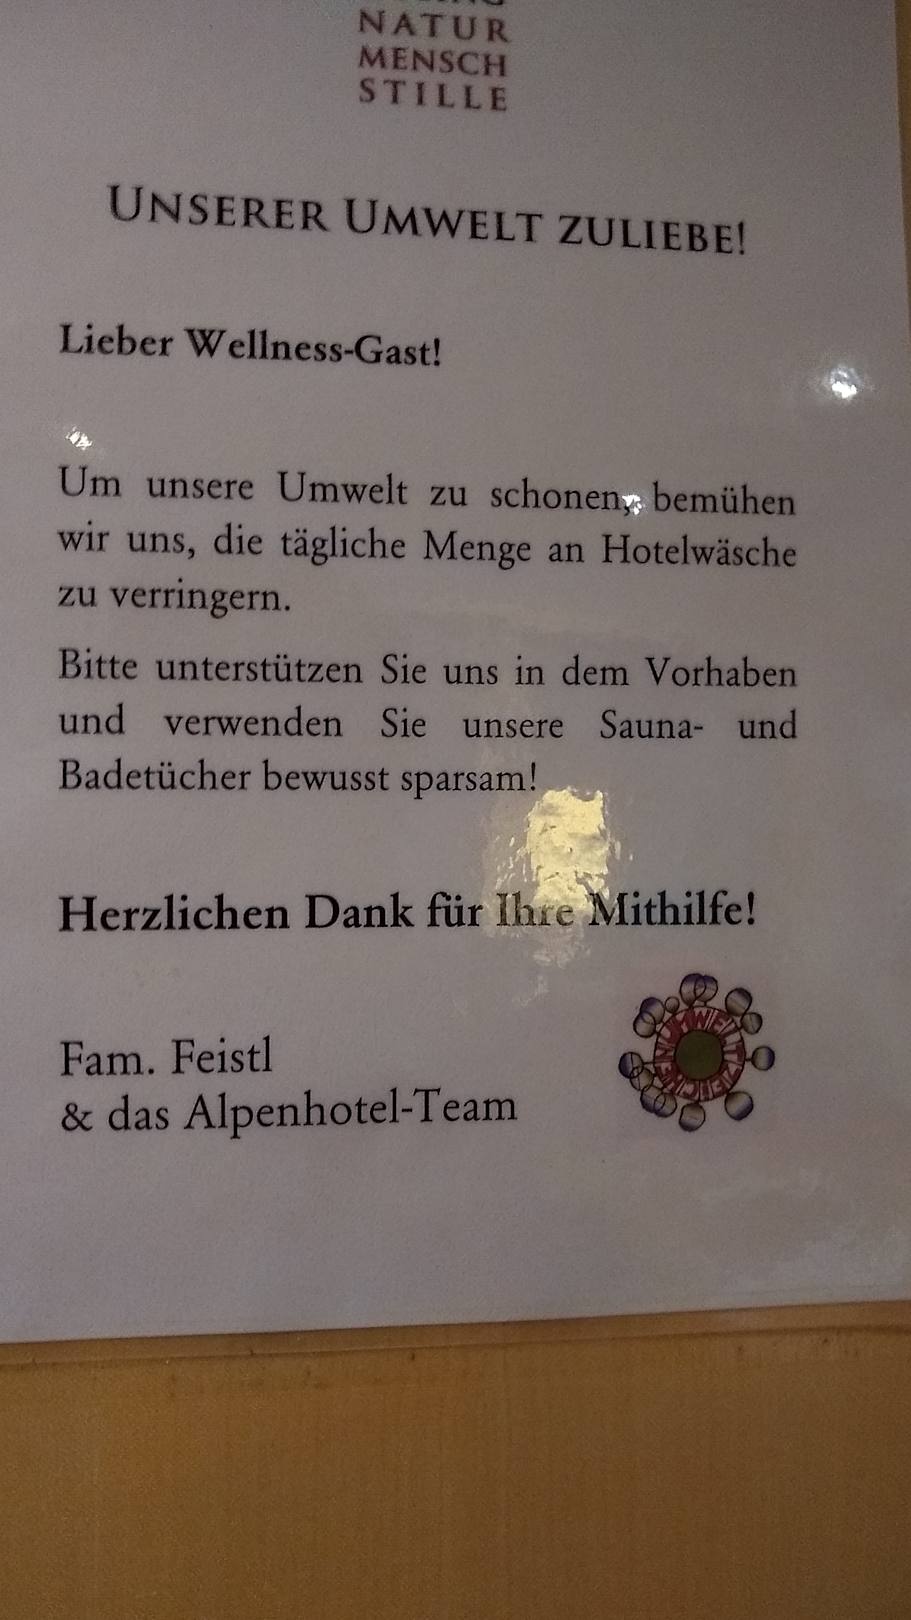 NATUR
MENSCH
STILLE
UNSERER UMWELT ZULIEBE!
Lieber Wellness-Gast!
Um unsere Umwelt zu schonen, bemühen
wir uns, die tägliche Menge an Hotelwäsche
zu verringern.
Bitte unterstützen Sie uns in dem Vorhaben
und verwenden Sie unsere Sauna- und
Badetücher bewusst sparsam!
Herzlichen Dank für Ihre Mithilfe!
Fam. Feistl
& das Alpenhotel-Team
UMWELTZEICHEN